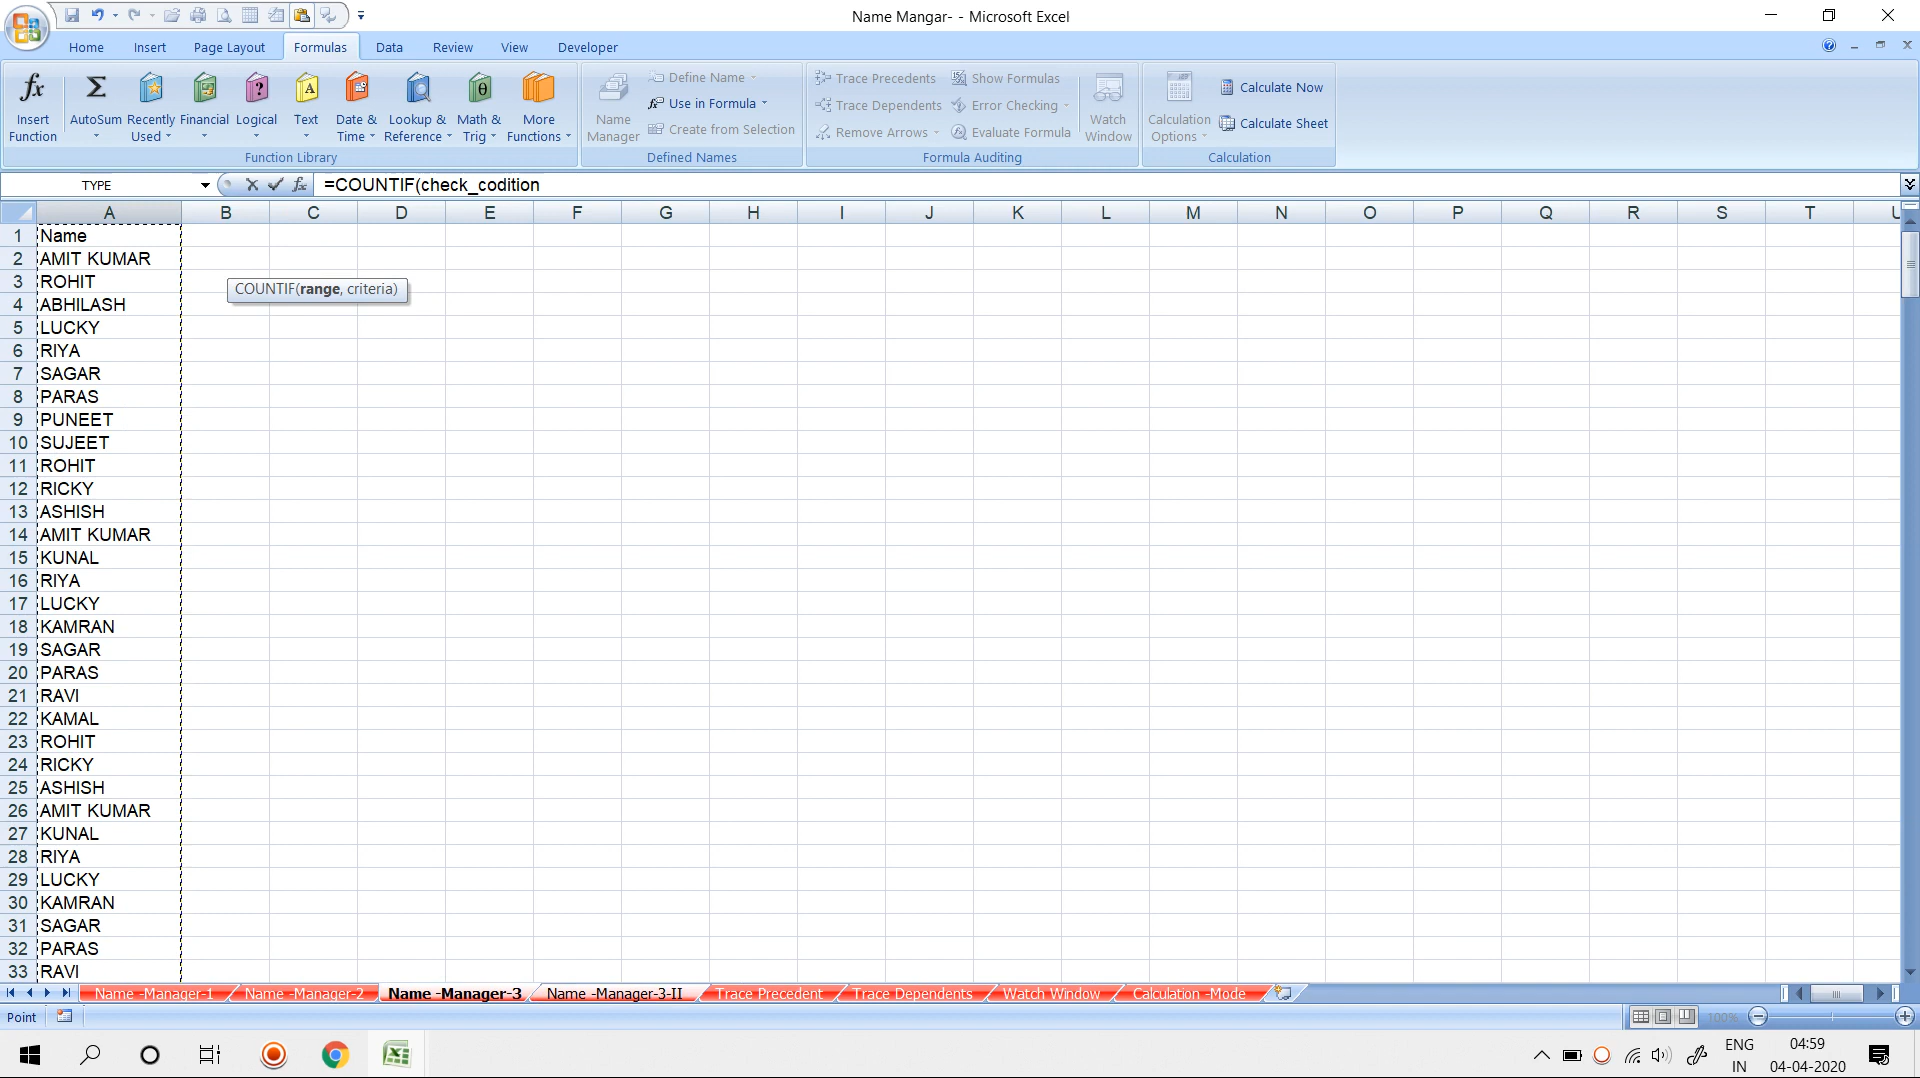 Name Mangar- - Microsoft Excel
Home Insert Page Layout Formulas Data Review View Developer
fx Insert Function
Σ AutoSum
Recently Used
Financial
Logical
Text
Date & Time
Lookup & Reference
Math & Trig
More Functions
Function Library
Name Manager
Define Name
Use in Formula
Create from Selection
Defined Names
Trace Precedents
Trace Dependents
Remove Arrows
Show Formulas
Error Checking
Evaluate Formula
Formula Auditing
Watch Window
Calculation Options
Calculate Now
Calculate Sheet
Calculation
TYPE fx =COUNTIF(check_codition
A B C D E F G H I J K L M N O P Q R S T U
1 Name
2 AMIT KUMAR
3 ROHIT
COUNTIF(range, criteria)
4 ABHILASH
5 LUCKY
6 RIYA
7 SAGAR
8 PARAS
9 PUNEET
10 SUJEET
11 ROHIT
12 RICKY
13 ASHISH
14 AMIT KUMAR
15 KUNAL
16 RIYA
17 LUCKY
18 KAMRAN
19 SAGAR
20 PARAS
21 RAVI
22 KAMAL
23 ROHIT
24 RICKY
25 ASHISH
26 AMIT KUMAR
27 KUNAL
28 RIYA
29 LUCKY
30 KAMRAN
31 SAGAR
32 PARAS
33 RAVI
Name -Manager-1 Name -Manager-2 Name -Manager-3 Name -Manager-3-II Trace Precedent Trace Dependents Watch Window Calculation -Mode
Point 100%
ENG 04:59
IN 04-04-2020